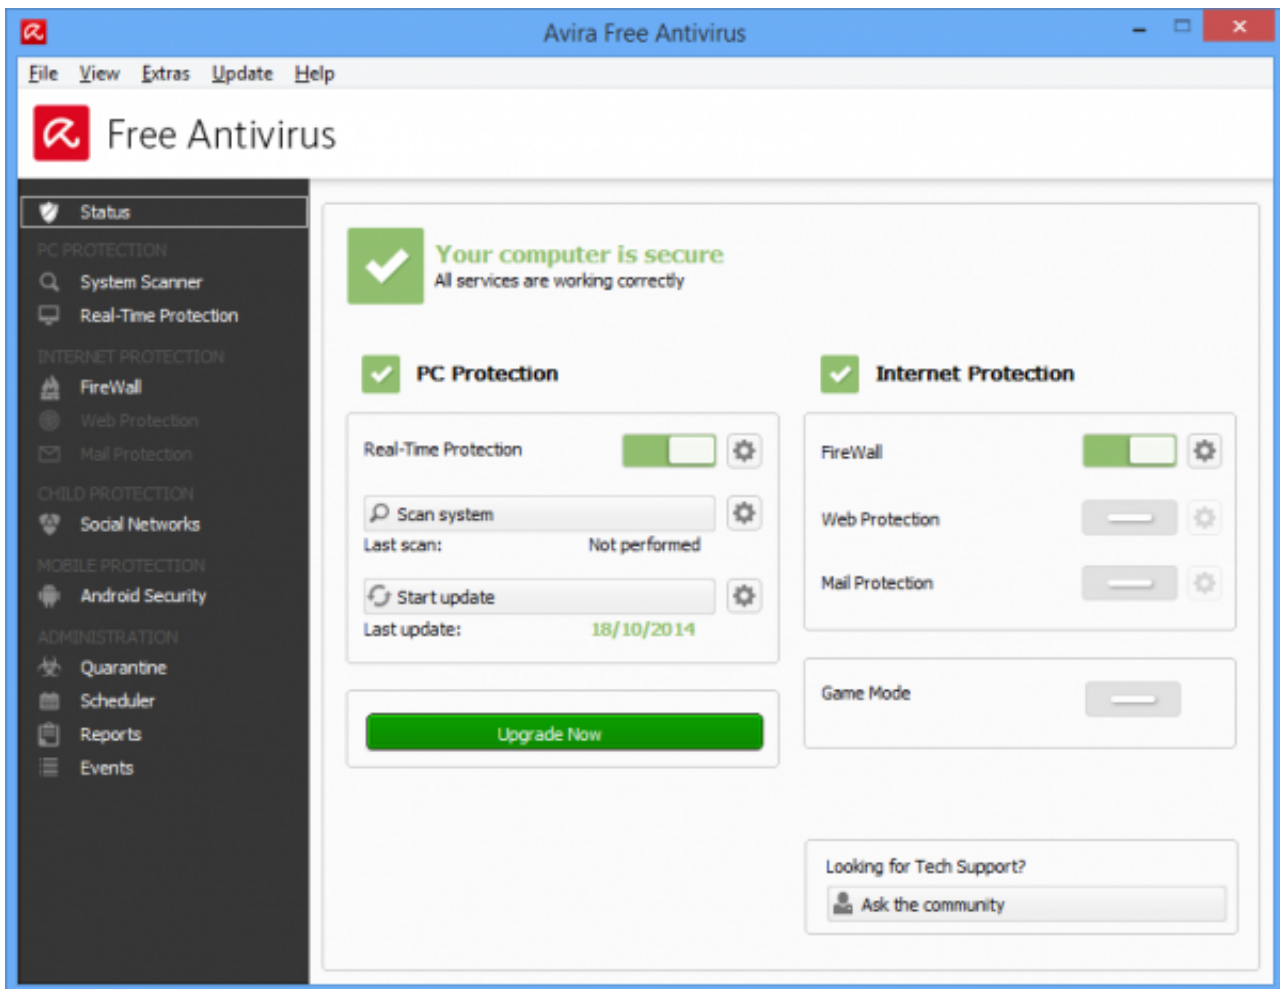 Avira Free Antivirus
File View Extras Update Help
Free Antivirus
Status
PC PROTECTION
System Scanner
Real-Time Protection
INTERNET PROTECTION
FireWall
Web Protection
Mail Protection
CHILD PROTECTION
Social Networks
MOBILE PROTECTION
Android Security
ADMINISTRATION
Quarantine
Scheduler
Reports
Events
Your computer is secure
All services are working correctly
PC Protection
Real-Time Protection
Scan system
Last scan: Not performed
Start update
Last update: 18/10/2014
Upgrade Now
Internet Protection
FireWall
Web Protection
Mail Protection
Game Mode
Looking for Tech Support?
Ask the community